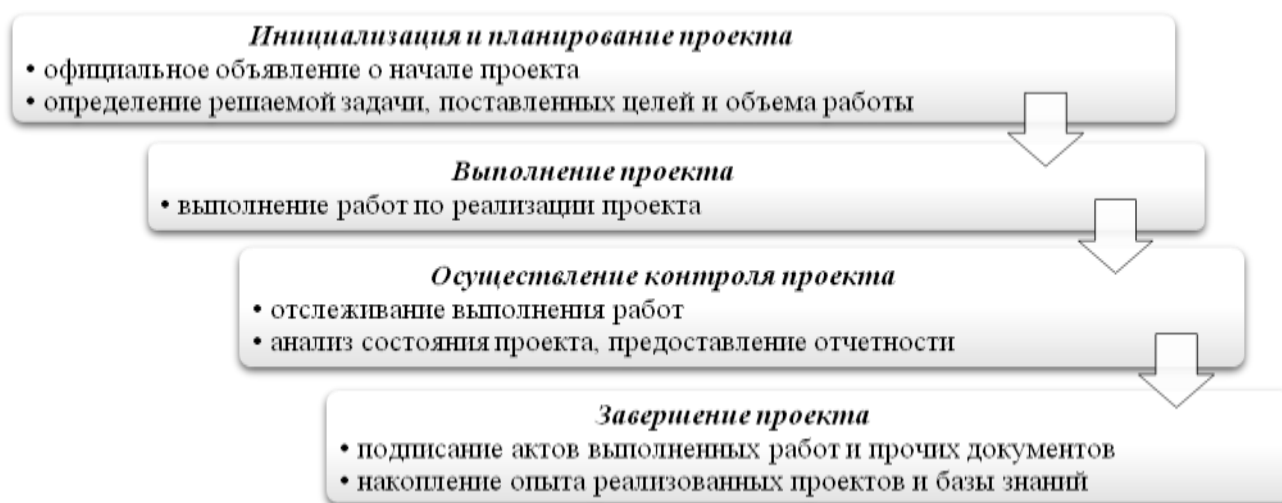 Инициализация и планирование проекта
• официальное объявление о начале проекта
• определение решаемой задачи, поставленных целей и объема работы
Выполнение проекта
• выполнение работ по реализации проекта
Осуществление контроля проекта
• отслеживание выполнения работ
• анализ состояния проекта, предоставление отчетности
Завершение проекта
• подписание актов выполненных работ и прочих документов
• накопление опыта реализованных проектов и базы знаний